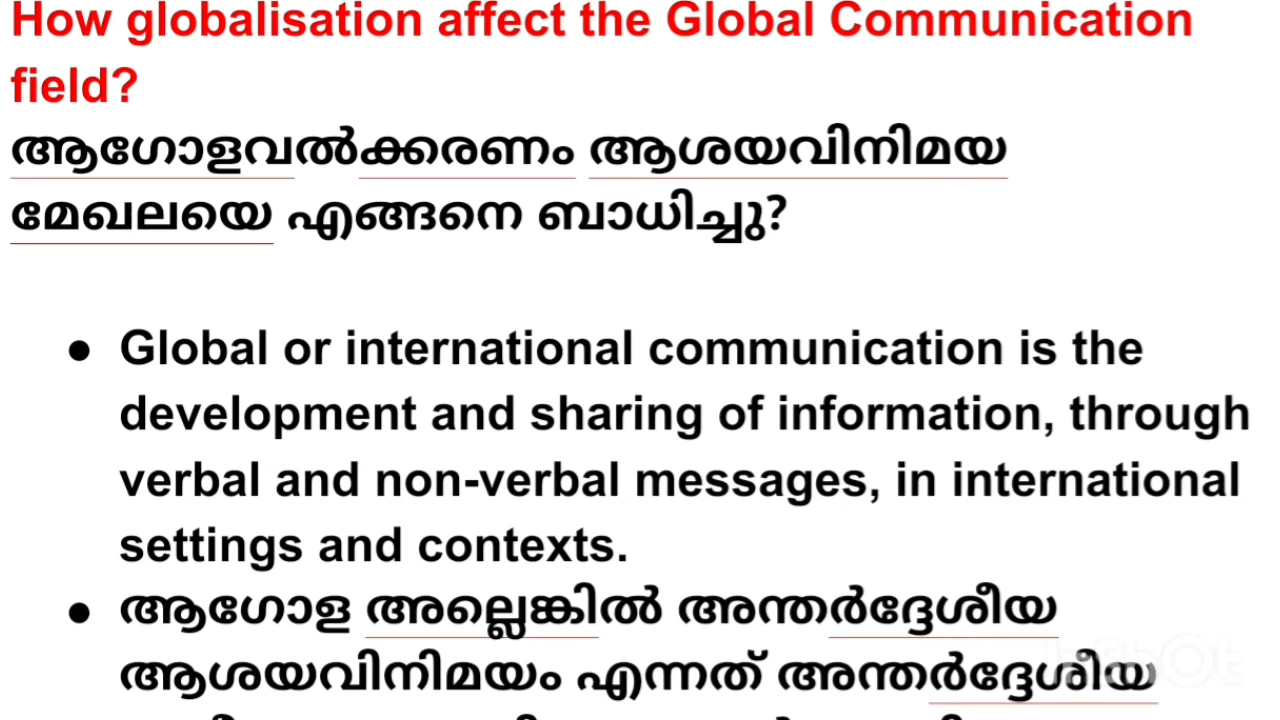 How globalisation affect the Global Communication
field?
ആഗോളവൽക്കരണം ആശയവിനിമയ
മേഖലയെ എങ്ങനെ ബാധിച്ചു?
● Global or international communication is the
development and sharing of information, through
verbal and non-verbal messages, in international
settings and contexts.
● ആഗോള അല്ലെങ്കിൽ അന്തർദ്ദേശീയ
ആശയവിനിമയം എന്നത് അന്തർദ്ദേശീയ